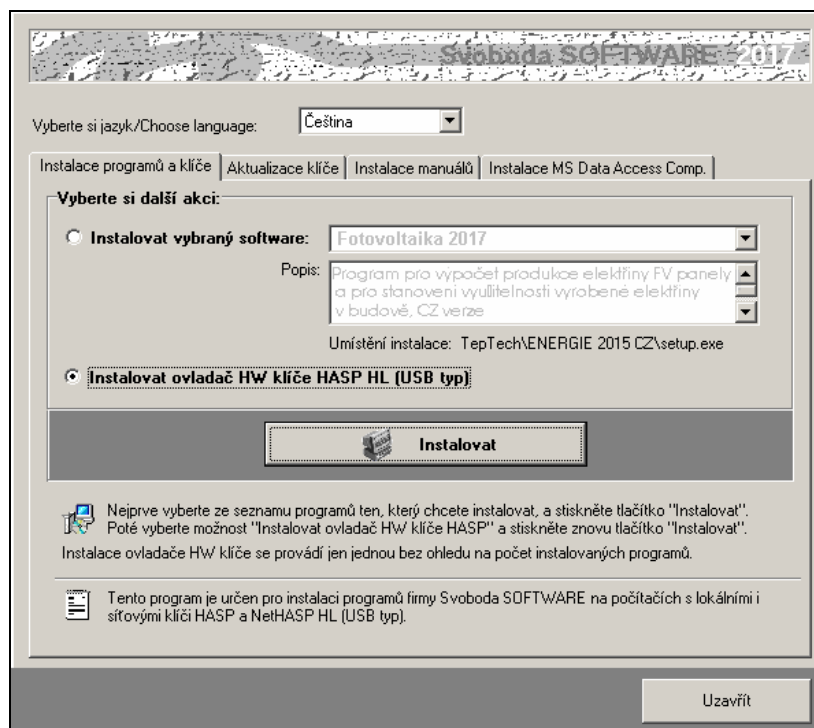 Svoboda SOFTWARE 2017
Vyberte si jazyk/Choose language: Čeština
Instalace programů a klíče Aktualizace klíče Instalace manuálů Instalace MS Data Access Comp.
Vyberte si další akci:
Instalovat vybraný software: Fotovoltaika 2017
Popis: Program pro výpočet produkce elektřiny FV panely
a pro stanovení využitelnosti vyrobené elektřiny
v budově, CZ verze
Umístění instalace: TepTech\ENERGIE 2015 CZ\setup.exe
Instalovat ovladač HW klíče HASP HL (USB typ)
Instalovat
Nejprve vyberte ze seznamu programů ten, který chcete instalovat, a stiskněte tlačítko "Instalovat".
Poté vyberte možnost "Instalovat ovladač HW klíče HASP" a stiskněte znovu tlačítko "Instalovat".
Instalace ovladače HW klíče se provádí jen jednou bez ohledu na počet instalovaných programů.
Tento program je určen pro instalaci programů firmy Svoboda SOFTWARE na počítačích s lokálními i
síťovými klíči HASP a NetHASP HL (USB typ).
Uzavřít